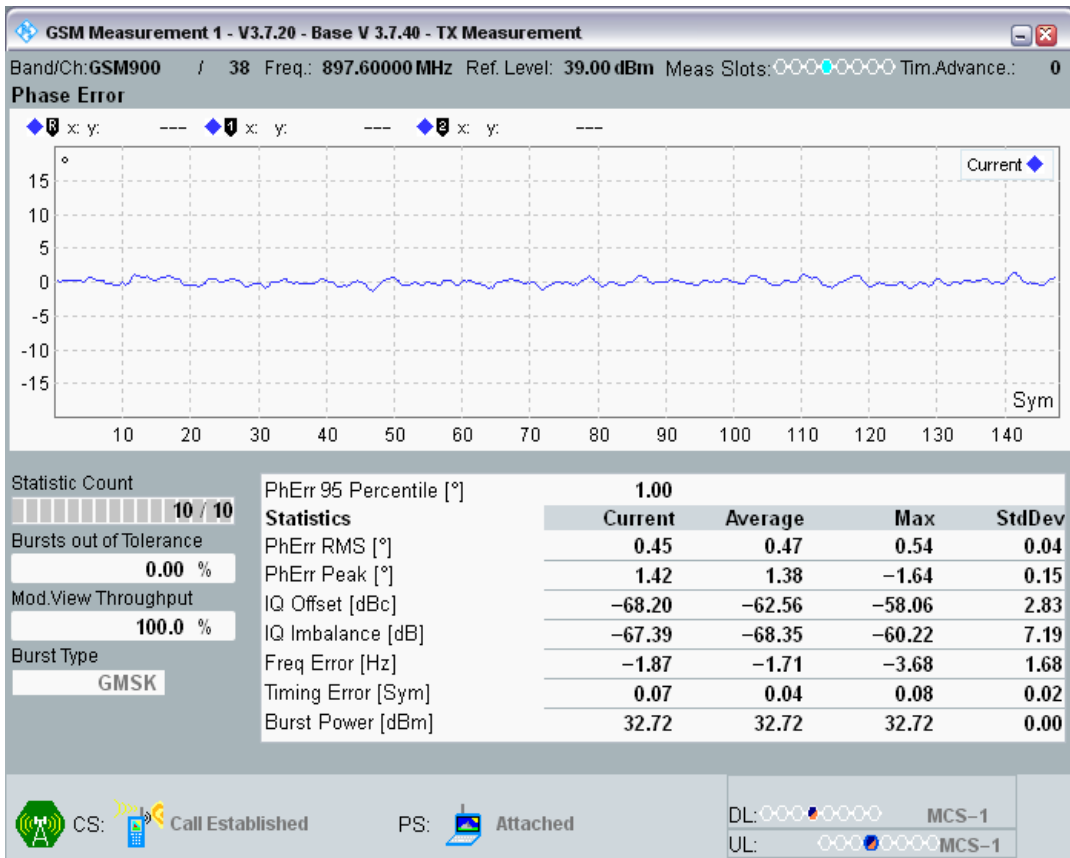 GSM Measurement 1 - V3.7.20 - Base V 3.7.40 - TX Measurement
Band/Ch:GSM900 / 38 Freq.: 897.60000 MHz Ref. Level: 39.00 dBm Meas Slots: Tim.Advance.: 0
Phase Error
R x: y: --- 1 x: y: --- 2 x: y: ---
°
Current
15
10
5
0
-5
-10
-15
Sym
10 20 30 40 50 60 70 80 90 100 110 120 130 140
Statistic Count
10 / 10
Bursts out of Tolerance
0.00 %
Mod.View Throughput
100.0 %
Burst Type
GMSK
PhErr 95 Percentile [°] 1.00
Statistics Current Average Max StdDev
PhErr RMS [°] 0.45 0.47 0.54 0.04
PhErr Peak [°] 1.42 1.38 −1.64 0.15
IQ Offset [dBc] −68.20 −62.56 −58.06 2.83
IQ Imbalance [dB] −67.39 −68.35 −60.22 7.19
Freq Error [Hz] −1.87 −1.71 −3.68 1.68
Timing Error [Sym] 0.07 0.04 0.08 0.02
Burst Power [dBm] 32.72 32.72 32.72 0.00
CS: Call Established PS: Attached
DL: MCS−1
UL: MCS−1